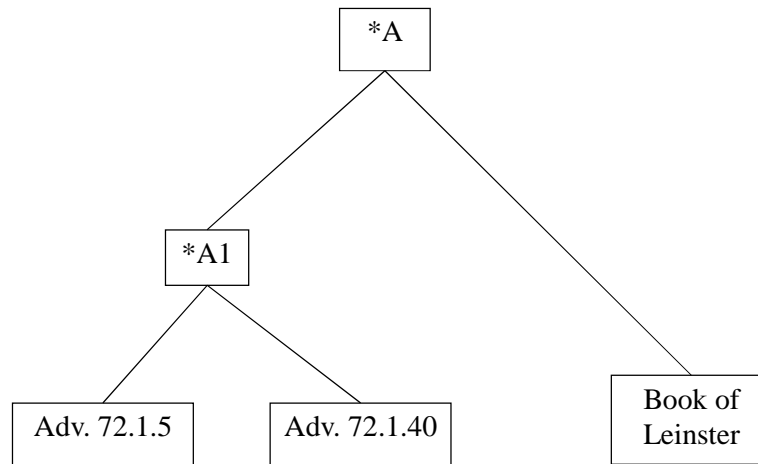 *A
*A1
Adv. 72.1.5
Adv. 72.1.40
Book of
Leinster